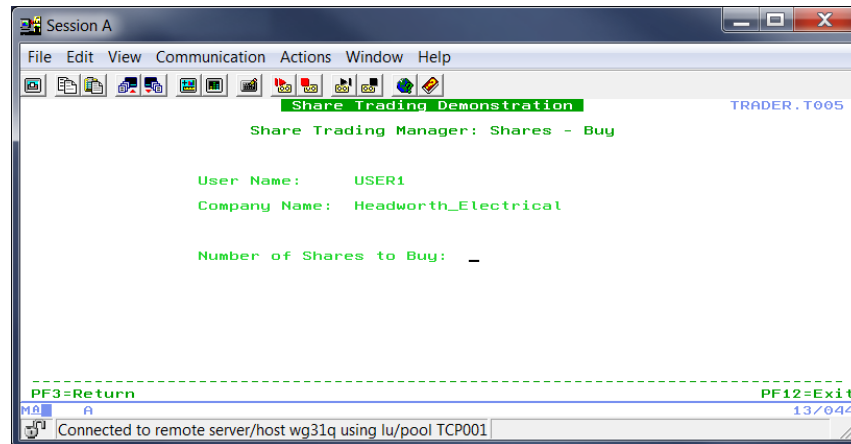 Session A
File Edit View Communication Actions Window Help
Share Trading Demonstration TRADER.T005
Share Trading Manager: Shares - Buy
User Name: USER1
Company Name: Headworth_Electrical
Number of Shares to Buy: _
PF3=Return PF12=Exit
MA A 13/044
Connected to remote server/host wg31q using lu/pool TCP001